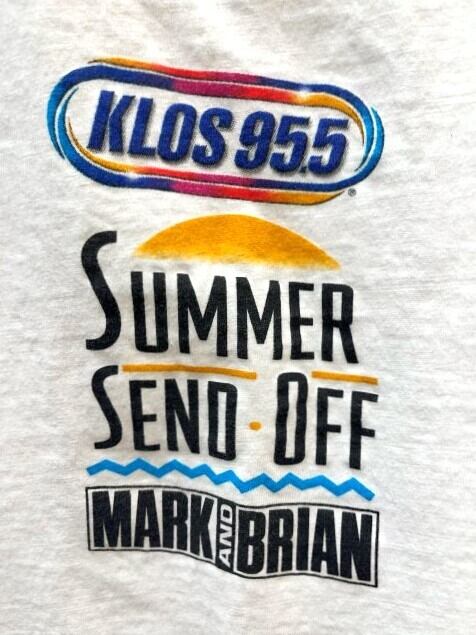 KLOS 95.5
®
SUMMER
SEND·OFF
MARK AND BRIAN